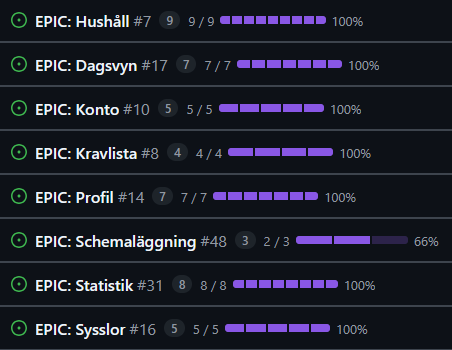 EPIC: Hushåll #7 9 9 / 9 100%
EPIC: Dagsvyn #17 7 7 / 7 100%
EPIC: Konto #10 5 5 / 5 100%
EPIC: Kravlista #8 4 4 / 4 100%
EPIC: Profil #14 7 7 / 7 100%
EPIC: Schemaläggning #48 3 2 / 3 66%
EPIC: Statistik #31 8 8 / 8 100%
EPIC: Sysslor #16 5 5 / 5 100%